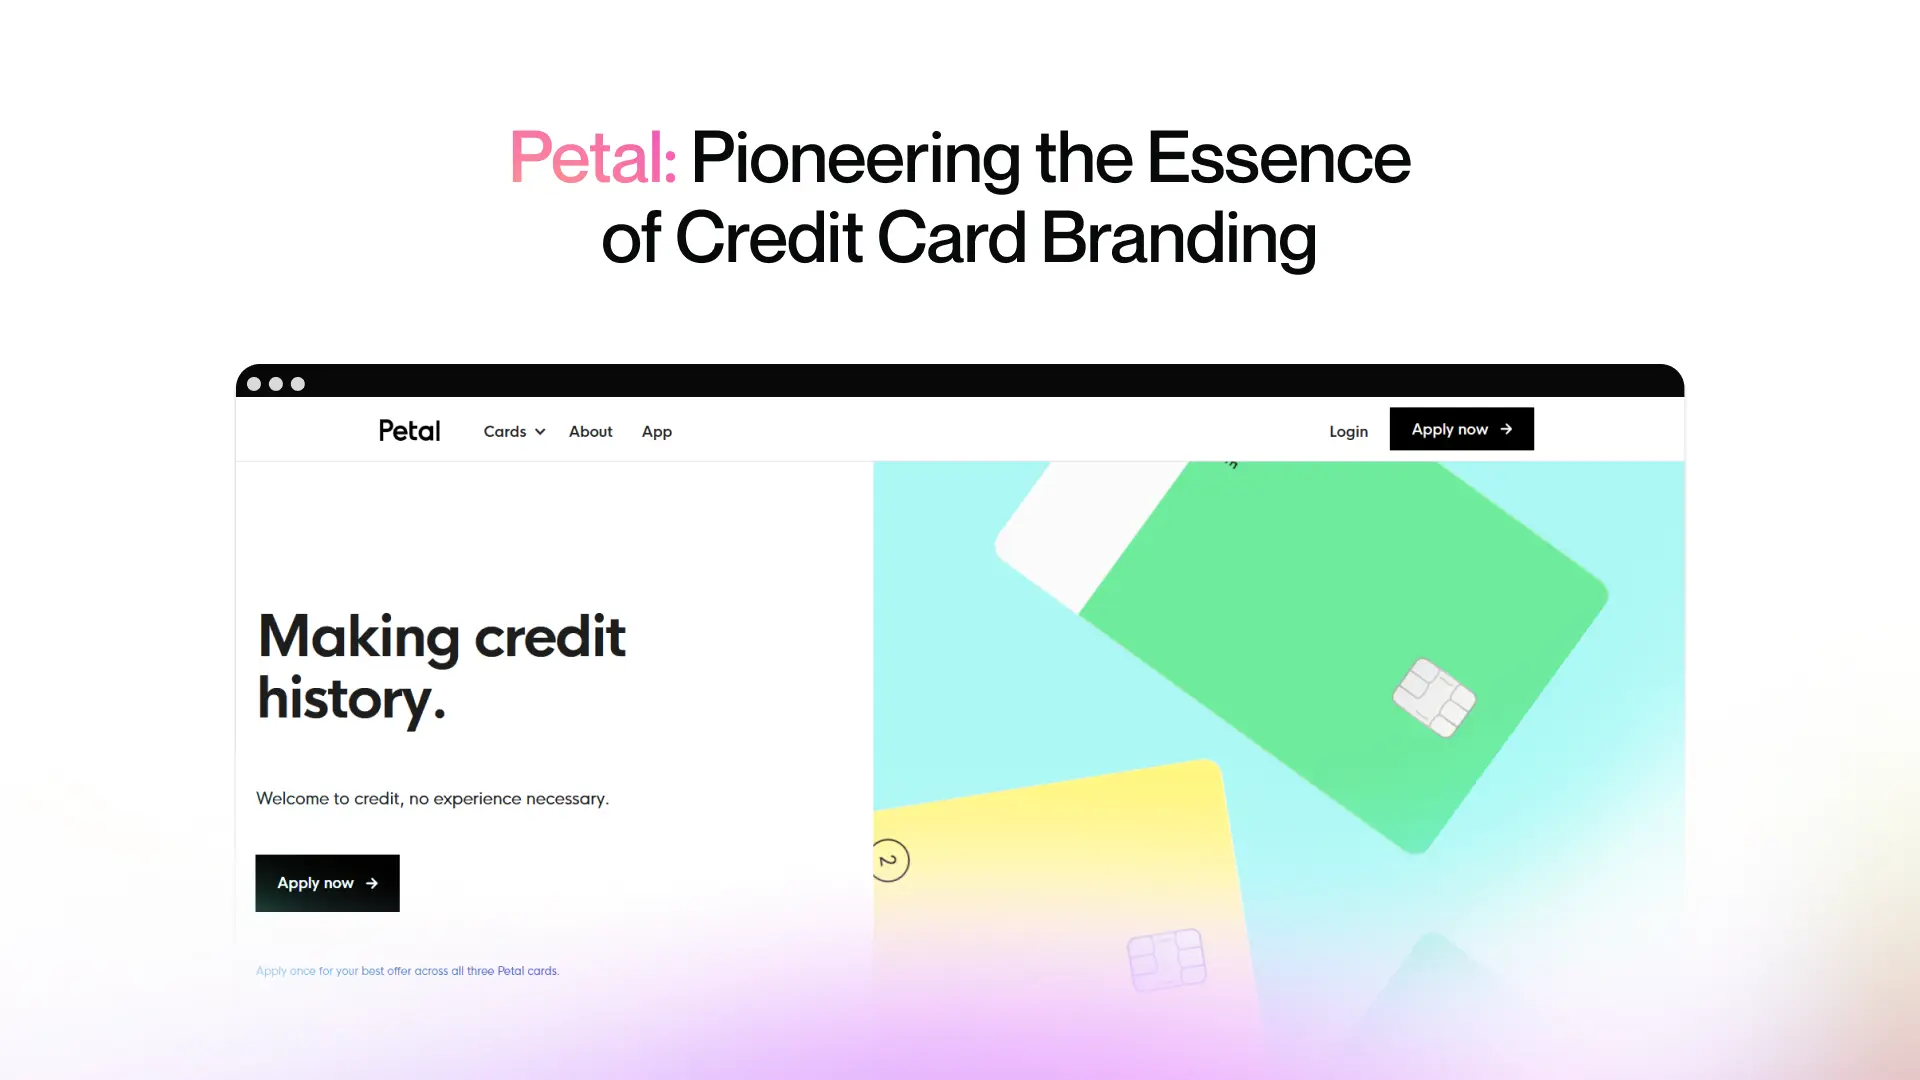 Petal: Pioneering the Essence
of Credit Card Branding
Petal
Cards
About
App
Login
Apply now →
Making credit
history.
Welcome to credit, no experience necessary.
Apply now →
Apply once for your best offer across all three Petal cards.
2